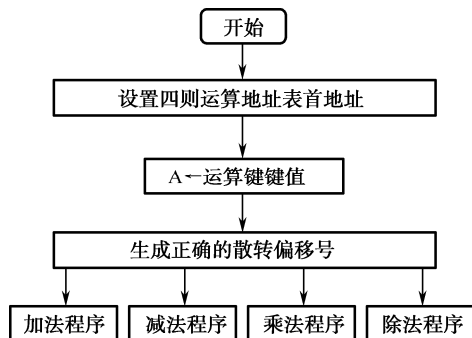 开始
设置四则运算地址表首地址
A←运算键键值
生成正确的散转偏移号
加法程序
减法程序
乘法程序
除法程序